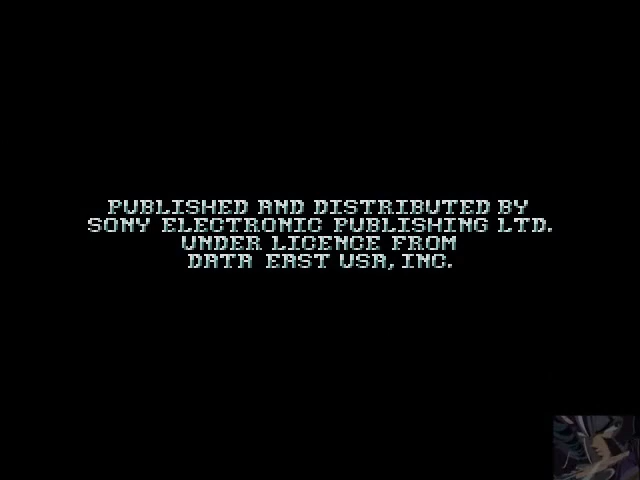 PUBLISHED AND DISTRIBUTED BY
SONY ELECTRONIC PUBLISHING LTD.
UNDER LICENCE FROM
DATA EAST USA, INC.